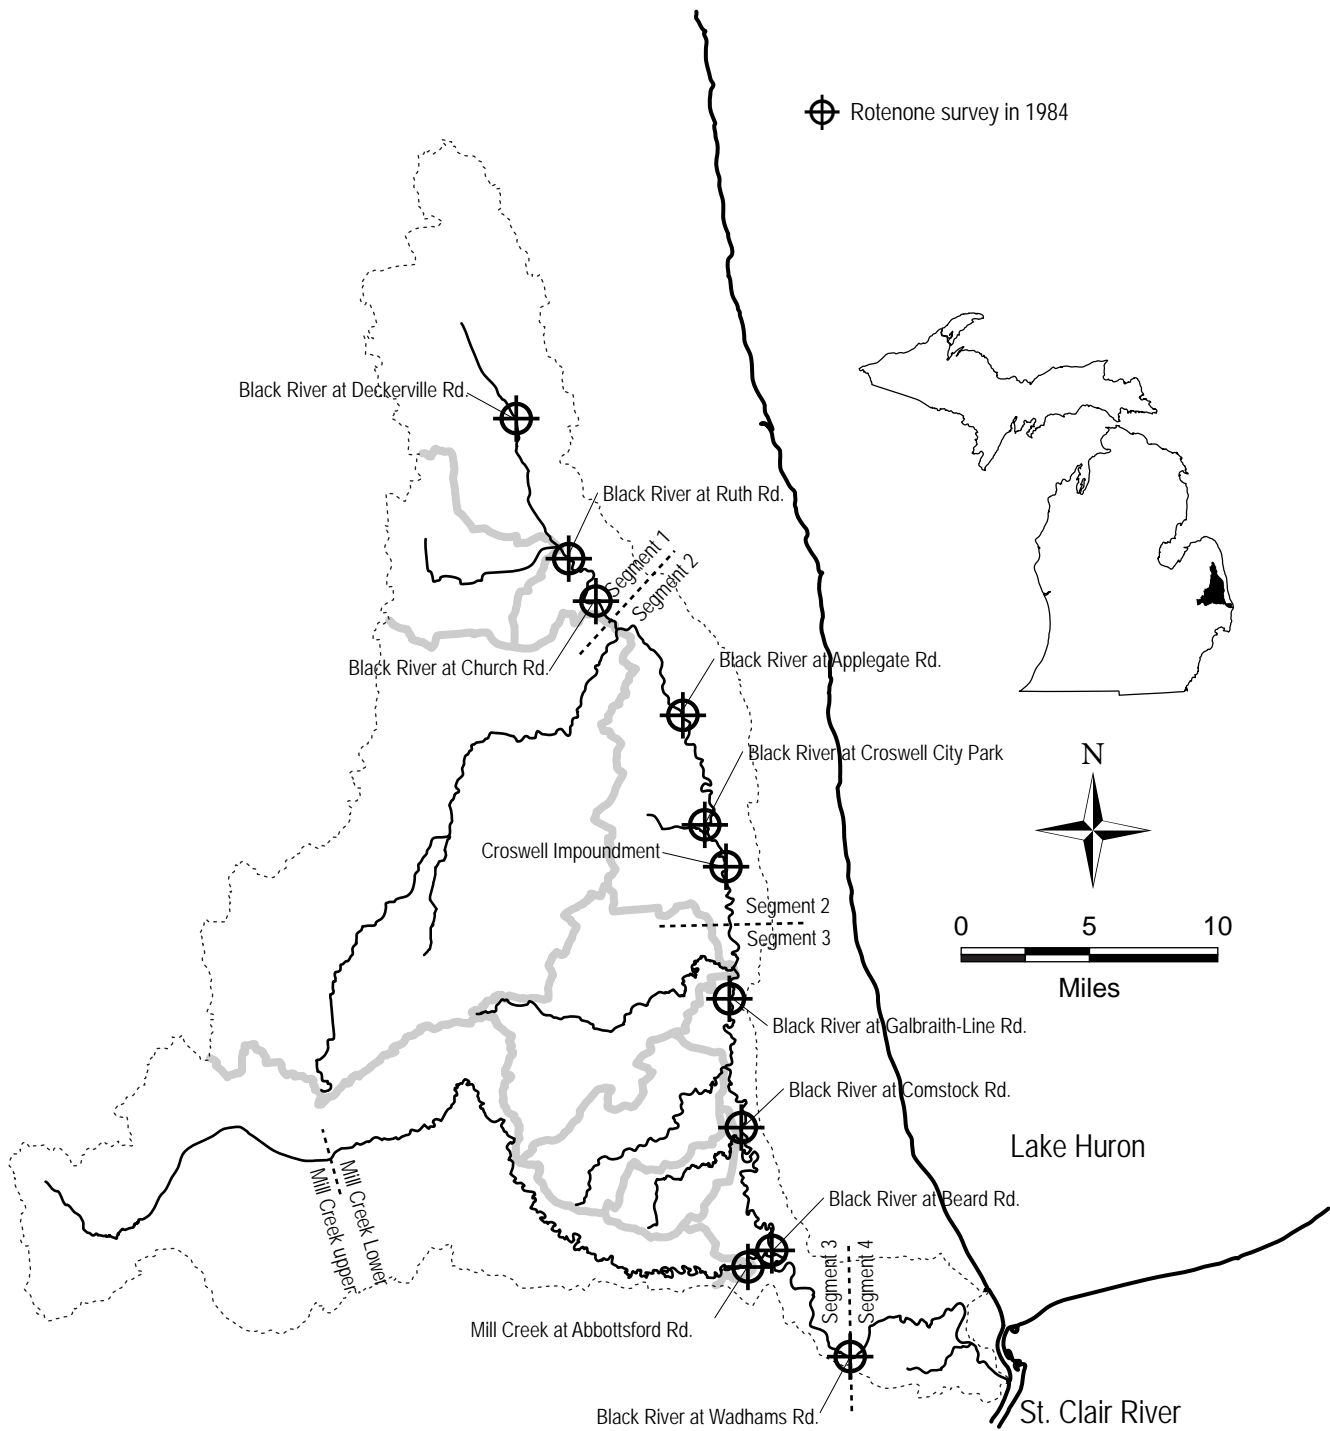 Rotenone survey in 1984
Black River at Deckerville Rd.
Black River at Ruth Rd.
Segment 1
Segment 2
Black River at Church Rd.
Black River at Applegate Rd.
Black River at Croswell City Park
N
Croswell Impoundment
Segment 2
Segment 3
0 5 10
Miles
Black River at Galbraith-Line Rd.
Black River at Comstock Rd.
Lake Huron
Mill Creek Lower
Mill Creek upper
Black River at Beard Rd.
Segment 3
Segment 4
Mill Creek at Abbottsford Rd.
Black River at Wadhams Rd.
St. Clair River